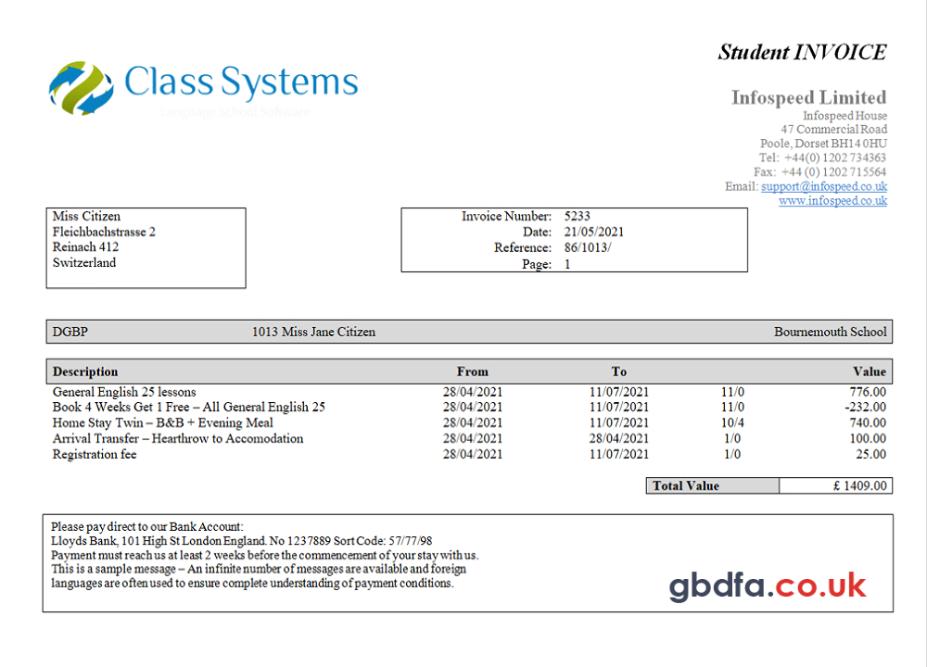 Student INVOICE
Class Systems
Language School Software
Infospeed Limited
Infospeed House
47 Commercial Road
Poole, Dorset BH14 0HU
Tel: +44(0) 1202 734363
Fax: +44 (0) 1202 715564
Email: support@infospeed.co.uk
www.infospeed.co.uk
Miss Citizen
Fleichbachstrasse 2
Reinach 412
Switzerland
Invoice Number: 5233
Date: 21/05/2021
Reference: 86/1013/
Page: 1
DGBP 1013 Miss Jane Citizen Bournemouth School
Description From To Value
General English 25 lessons 28/04/2021 11/07/2021 11/0 776.00
Book 4 Weeks Get 1 Free – All General English 25 28/04/2021 11/07/2021 11/0 -232.00
Home Stay Twin – B&B + Evening Meal 28/04/2021 11/07/2021 10/4 740.00
Arrival Transfer – Hearthrow to Accomodation 28/04/2021 28/04/2021 1/0 100.00
Registration fee 28/04/2021 11/07/2021 1/0 25.00
Total Value £ 1409.00
Please pay direct to our Bank Account:
Lloyds Bank, 101 High St London England. No 1237889 Sort Code: 57/77/98
Payment must reach us at least 2 weeks before the commencement of your stay with us.
This is a sample message – An infinite number of messages are available and foreign
languages are often used to ensure complete understanding of payment conditions.
gbdfa.co.uk